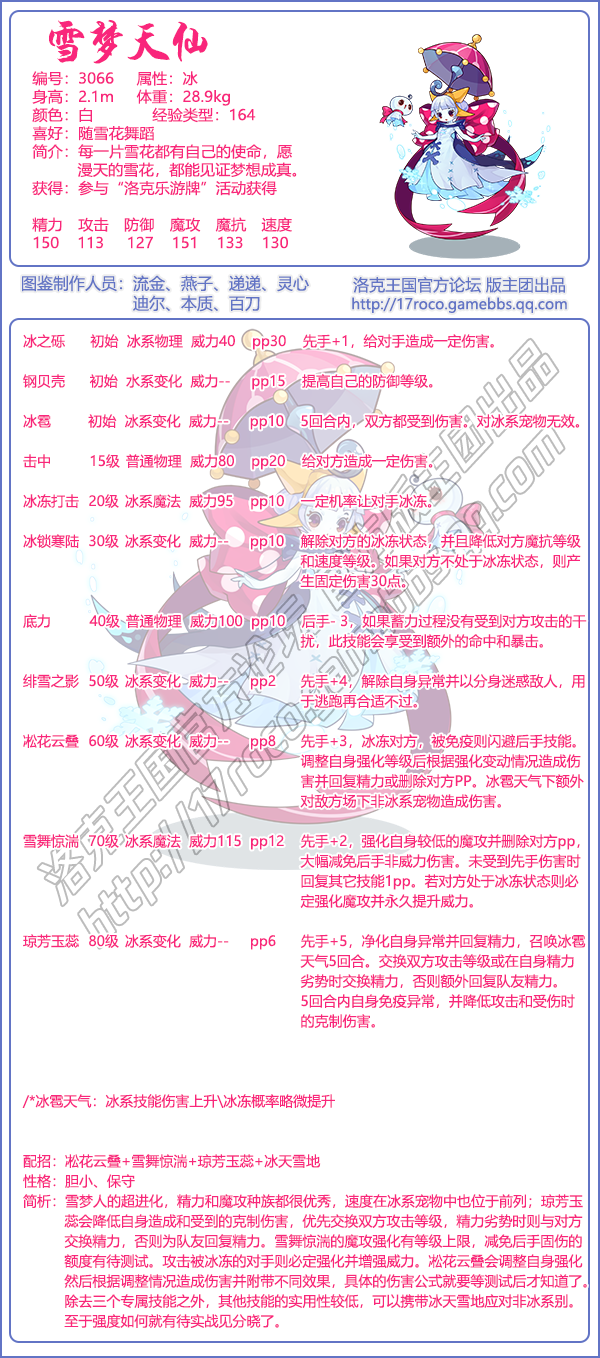 雪梦天仙
编号：3066 属性：冰
身高：2.1m 体重：28.9kg
颜色：白 经验类型：164
喜好：随雪花舞蹈
简介：每一片雪花都有自己的使命，愿
漫天的雪花，都能见证梦想成真。
获得：参与“洛克乐游牌”活动获得
精力 攻击 防御 魔攻 魔抗 速度
150 113 127 151 133 130
图鉴制作人员：流金、燕子、递递、灵心
迪尔、本质、百刀
洛克王国官方论坛 版主团出品
http://17roco.gamebbs.qq.com
冰之砾 初始 冰系物理 威力40 pp30 先手+1，给对手造成一定伤害。
钢贝壳 初始 水系变化 威力-- pp15 提高自己的防御等级。
冰雹 初始 冰系变化 威力-- pp10 5回合内，双方都受到伤害。对冰系宠物无效。
击中 15级 普通物理 威力80 pp20 给对方造成一定伤害。
冰冻打击 20级 冰系魔法 威力95 pp10 一定机率让对手冰冻。
冰锁寒陆 30级 冰系变化 威力-- pp10 解除对方的冰冻状态，并且降低对方魔抗等级
和速度等级。如果对方不处于冰冻状态，则产
生固定伤害30点。
底力 40级 普通物理 威力100 pp10 后手- 3，如果蓄力过程没有受到对方攻击的干
扰，此技能会享受到额外的命中和暴击。
绯雪之影 50级 冰系变化 威力-- pp2 先手+4，解除自身异常并以分身迷惑敌人，用
于逃跑再合适不过。
凇花云叠 60级 冰系变化 威力-- pp8 先手+3，冰冻对方，被免疫则闪避后手技能。
调整自身强化等级后根据强化变动情况造成伤
害并回复精力或删除对方PP。冰雹天气下额外
对敌方场下非冰系宠物造成伤害。
雪舞惊湍 70级 冰系魔法 威力115 pp12 先手+2，强化自身较低的魔攻并删除对方pp，
大幅减免后手非威力伤害。未受到先手伤害时
回复其它技能1pp。若对方处于冰冻状态则必
定强化魔攻并永久提升威力。
琼芳玉蕊 80级 冰系变化 威力-- pp6 先手+5，净化自身异常并回复精力，召唤冰雹
天气5回合。交换双方攻击等级或在自身精力
劣势时交换精力，否则额外回复队友精力。
5回合内自身免疫异常，并降低攻击和受伤时
的克制伤害。
洛克王国官方论坛 版主团出品
http://17roco.gamebbs.qq.com
/*冰雹天气：冰系技能伤害上升\冰冻概率略微提升
配招：凇花云叠+雪舞惊湍+琼芳玉蕊+冰天雪地
性格：胆小、保守
简析：雪梦人的超进化，精力和魔攻种族都很优秀，速度在冰系宠物中也位于前列；琼芳玉
蕊会降低自身造成和受到的克制伤害，优先交换双方攻击等级，精力劣势时则与对方
交换精力，否则为队友回复精力。雪舞惊湍的魔攻强化有等级上限，减免后手固伤的
额度有待测试。攻击被冰冻的对手则必定强化并增强威力。凇花云叠会调整自身强化
然后根据调整情况造成伤害并附带不同效果，具体的伤害公式就要等测试后才知道了。
除去三个专属技能之外，其他技能的实用性较低，可以携带冰天雪地应对非冰系别。
至于强度如何就有待实战见分晓了。